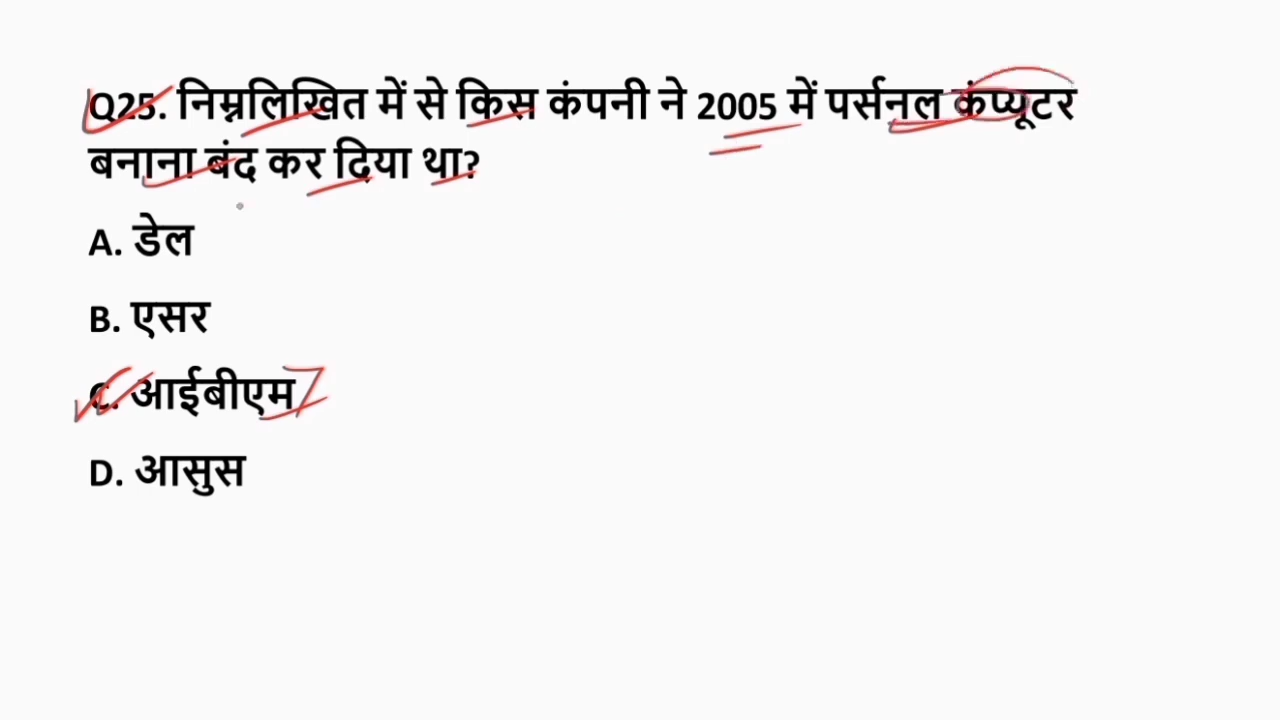 Q25. निम्नलिखित में से किस कंपनी ने 2005 में पर्सनल कंप्यूटर
बनाना बंद कर दिया था?
A. डेल
B. एसर
C. आईबीएम
D. आसुस